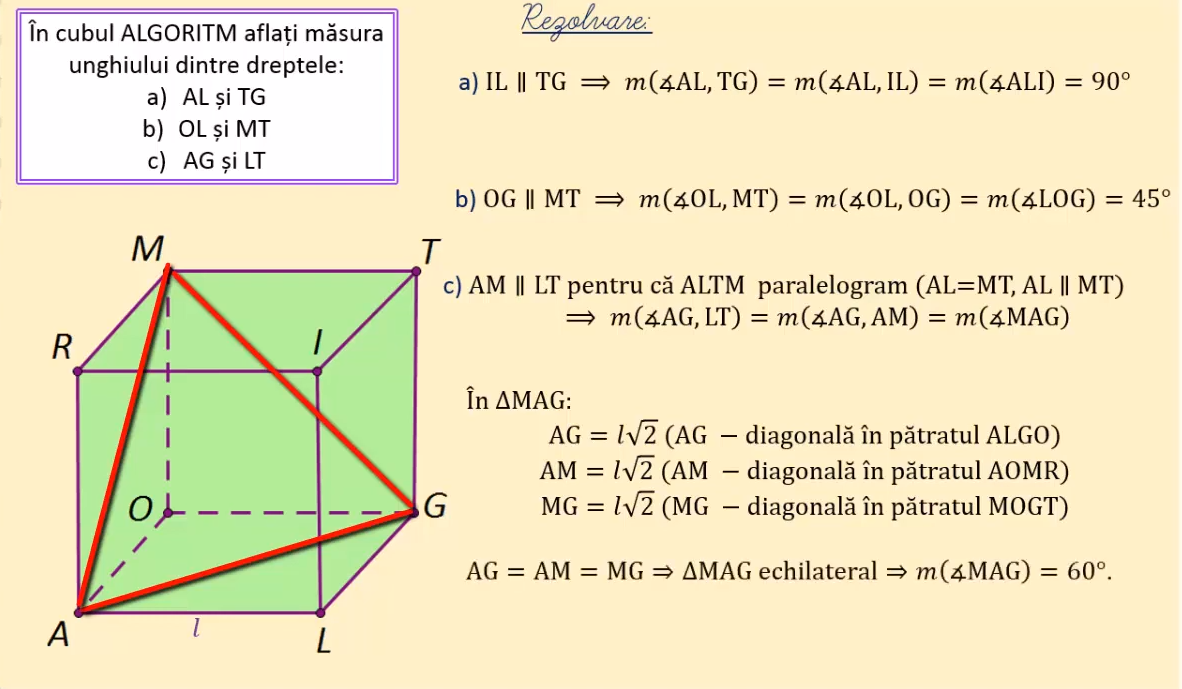 În cubul ALGORITM aflați măsura
unghiului dintre dreptele:
a) AL și TG
b) OL și MT
c) AG și LT
Rezolvare:
a) IL ∥ TG ⟹ m(∡AL, TG) = m(∡AL, IL) = m(∡ALI) = 90°
b) OG ∥ MT ⟹ m(∡OL, MT) = m(∡OL, OG) = m(∡LOG) = 45°
c) AM ∥ LT pentru că ALTM paralelogram (AL=MT, AL ∥ MT)
⟹ m(∡AG, LT) = m(∡AG, AM) = m(∡MAG)
În ΔMAG:
AG = l√2 (AG − diagonală în pătratul ALGO)
AM = l√2 (AM − diagonală în pătratul AOMR)
MG = l√2 (MG − diagonală în pătratul MOGT)
AG = AM = MG ⇒ ΔMAG echilateral ⇒ m(∡MAG) = 60°.
M
T
R
I
O
G
A
l
L